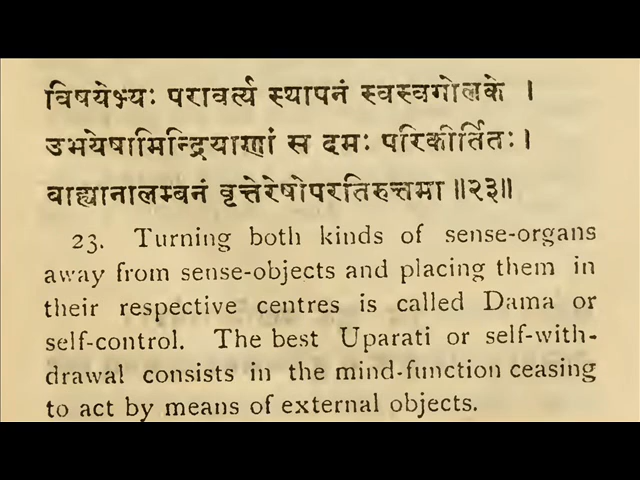 विषयेभ्यः परावर्त्य स्थापनं स्वस्वगोलके ।
उभयेषामिन्द्रियाणां स दमः परिकीर्तितः।
वाह्यानालम्बनं वृत्तेरेषोपरतिरुत्तमा ॥२३॥
23. Turning both kinds of sense-organs
away from sense-objects and placing them in
their respective centres is called Dama or
self-control. The best Uparati or self-with-
drawal consists in the mind-function ceasing
to act by means of external objects.